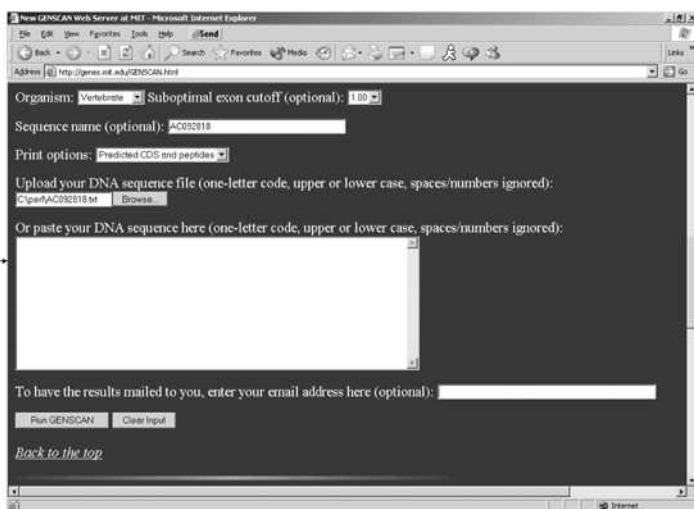 New GENSCAN Web Server at MIT - Microsoft Internet Explorer
File Edit View Favorites Tools Help Send
Back Search Favorites Media
Links
Address http://genes.mit.edu/GENSCAN.html Go
Organism: Vertebrate Suboptimal exon cutoff (optional): 1.00
Sequence name (optional): AC092818
Print options: Predicted CDS and peptides
Upload your DNA sequence file (one-letter code, upper or lower case, spaces/numbers ignored):
C:\perl\AC092818.txt Browse...
Or paste your DNA sequence here (one-letter code, upper or lower case, spaces/numbers ignored):
To have the results mailed to you, enter your email address here (optional):
Run GENSCAN Clear Input
Back to the top
Internet